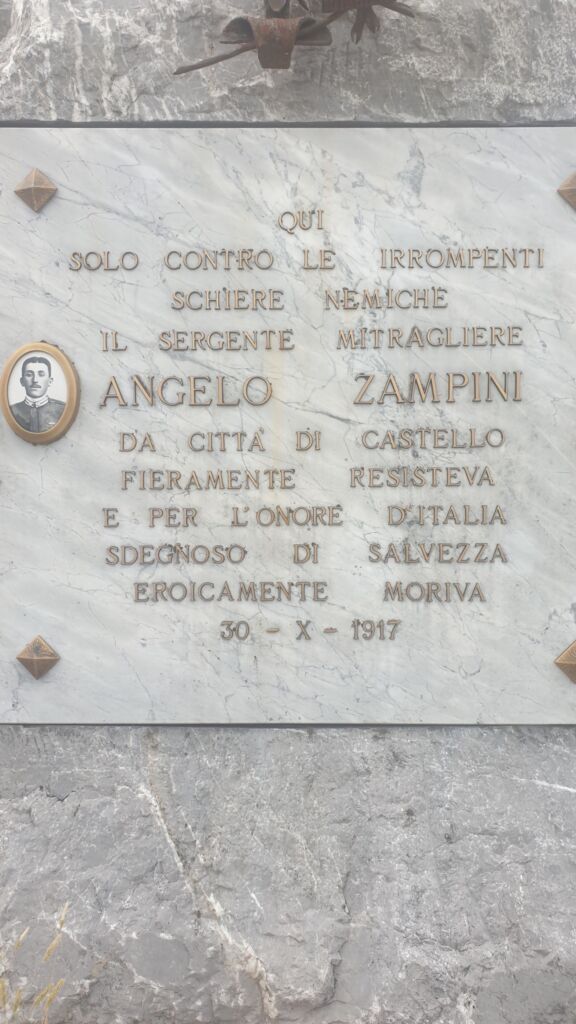 QUI
SOLO CONTRO LE IRROMPENTI
SCHIERE NEMICHE
IL SERGENTE MITRAGLIERE
ANGELO ZAMPINI
DA CITTÀ DI CASTELLO
FIERAMENTE RESISTEVA
E PER L'ONORE D'ITALIA
SDEGNOSO DI SALVEZZA
EROICAMENTE MORIVA
30 - X - 1917